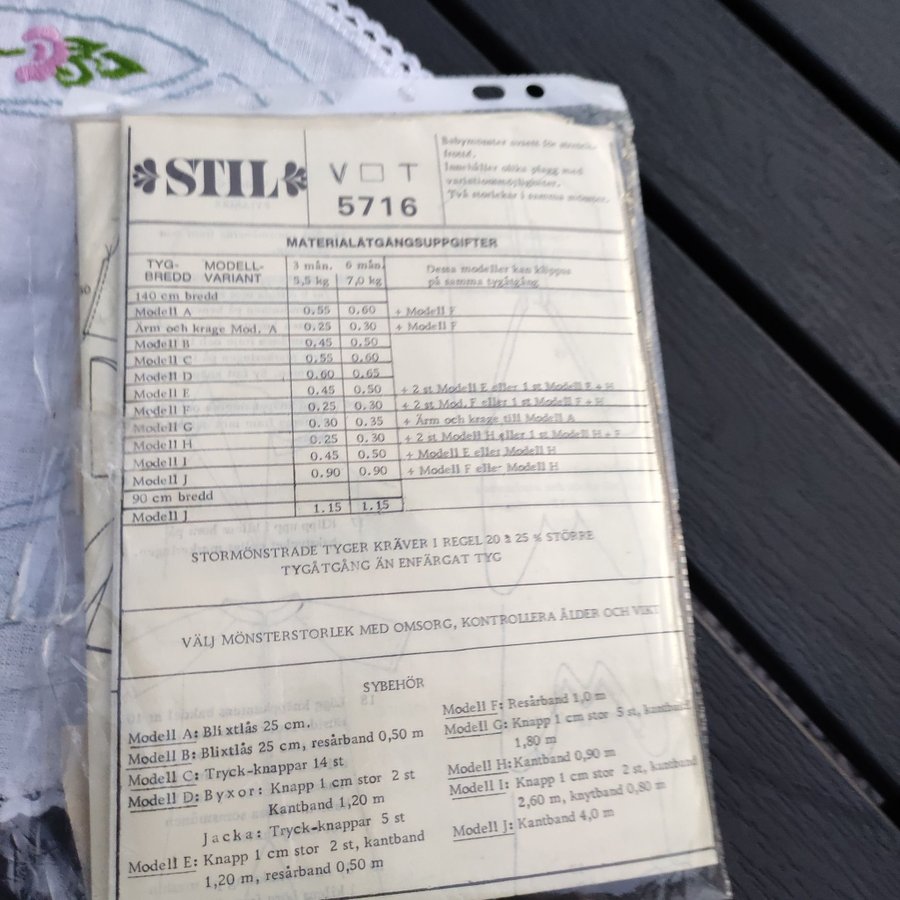 STIL
V □ T
5716
Babymönster avsett för stretch-
frotté.
Innehåller olika plagg med
variationsmöjligheter.
Två storlekar i samma mönster.
MATERIALÅTGÅNGSUPPGIFTER
TYG- BREDD MODELL- VARIANT 3 mån. 5,5 kg 6 mån. 7,0 kg Dessa modeller kan klippas på samma tygåtgång
140 cm bredd
Modell A 0.55 0.60 + Modell F
Ärm och krage Mod. A 0.25 0.30 + Modell F
Modell B 0.45 0.50
Modell C 0.55 0.60
Modell D 0.60 0.65
Modell E 0.45 0.50 + 2 st Modell E eller 1 st Modell E + H
Modell F 0.25 0.30 + 2 st Mod. F eller 1 st Modell F + H
Modell G 0.30 0.35 + Ärm och krage till Modell A
Modell H 0.25 0.30 + 2 st Modell H eller 1 st Modell H + F
Modell I 0.45 0.50 + Modell E eller Modell H
Modell J 0.90 0.90 + Modell F eller Modell H
90 cm bredd
Modell J 1.15 1.15
STORMÖNSTRADE TYGER KRÄVER I REGEL 20 à 25 % STÖRRE
TYGÅTGÅNG ÄN ENFÄRGAT TYG
VÄLJ MÖNSTERSTORLEK MED OMSORG, KONTROLLERA ÅLDER OCH VIKT
SYBEHÖR
Modell A: Blixtlås 25 cm.
Modell B: Blixtlås 25 cm, resårband 0,50 m
Modell C: Tryck-knappar 14 st
Modell D: Byxor: Knapp 1 cm stor 2 st
Kantband 1,20 m
Jacka: Tryck-knappar 5 st
Modell E: Knapp 1 cm stor 2 st, kantband
1,20 m, resårband 0,50 m
Modell F: Resårband 1,0 m
Modell G: Knapp 1 cm stor 5 st, kantband
1,80 m
Modell H: Kantband 0,90 m
Modell I: Knapp 1 cm stor 2 st, kantband
2,60 m, knytband 0,80 m
Modell J: Kantband 4,0 m